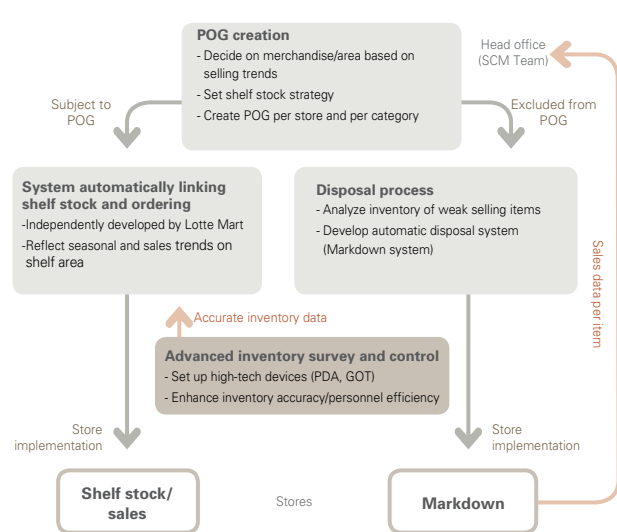 POG creation
- Decide on merchandise/area based on
selling trends
- Set shelf stock strategy
- Create POG per store and per category
Head office
(SCM Team)
Subject to
POG
Excluded from
POG
System automatically linking
shelf stock and ordering
-Independently developed by Lotte Mart
-Reflect seasonal and sales trends on
shelf area
Disposal process
- Analyze inventory of weak selling items
- Develop automatic disposal system
(Markdown system)
Sales data per item
Accurate inventory data
Advanced inventory survey and control
- Set up high-tech devices (PDA, GOT)
- Enhance inventory accuracy/personnel efficiency
Store
implementation
Store
implementation
Shelf stock/
sales
Stores
Markdown